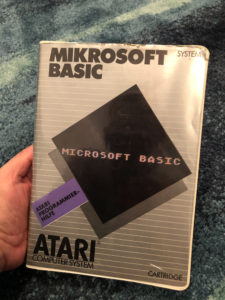 MIKROSOFT
BASIC
SYSTEM
MICROSOFT BASIC
ATARI
PROGRAMMIER-
HILFE
ATARI
COMPUTER SYSTEM
CARTRIDGE